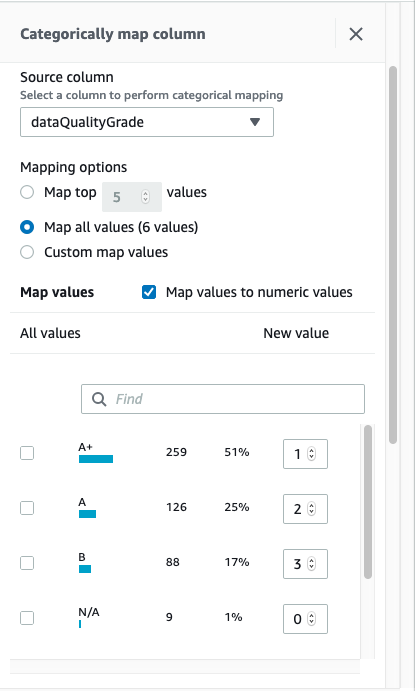 Categorically map column
Source column
Select a column to perform categorical mapping
dataQualityGrade
Mapping options
Map top 5 values
Map all values (6 values)
Custom map values
Map values Map values to numeric values
All values New value
Find
A+ 259 51% 1
A 126 25% 2
B 88 17% 3
N/A 9 1% 0